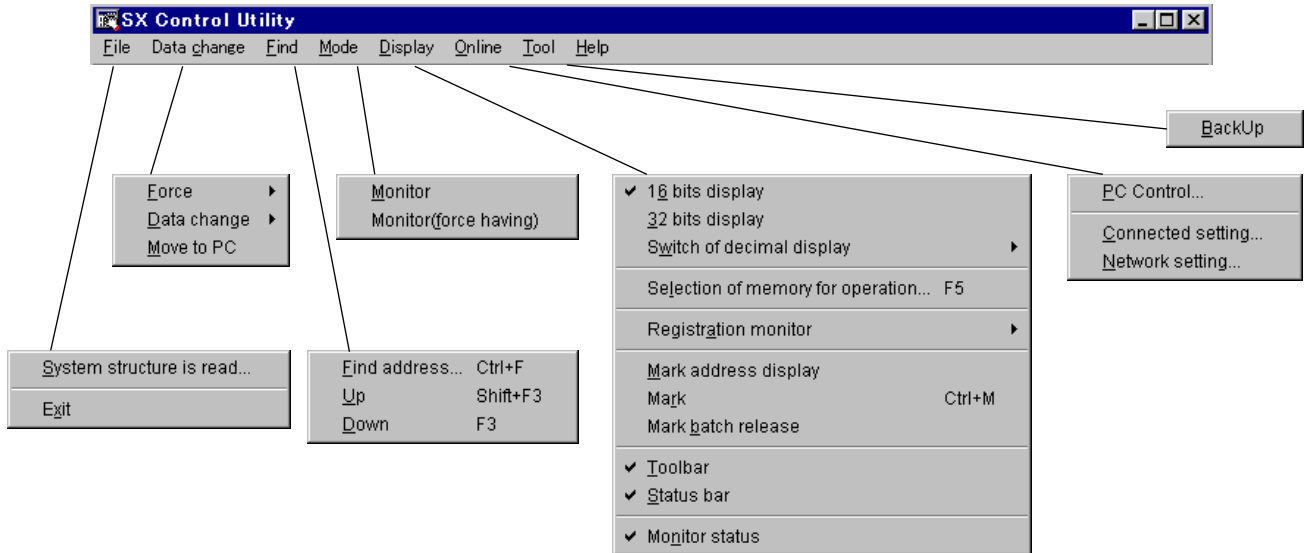 SX Control Utility
File Data change Find Mode Display Online Tool Help
BackUp
Force
Data change
Move to PC
Monitor
Monitor(force having)
16 bits display
32 bits display
Switch of decimal display
Selection of memory for operation... F5
Registration monitor
Mark address display
Mark Ctrl+M
Mark batch release
Toolbar
Status bar
Monitor status
PC Control...
Connected setting...
Network setting...
System structure is read...
Exit
Find address... Ctrl+F
Up Shift+F3
Down F3